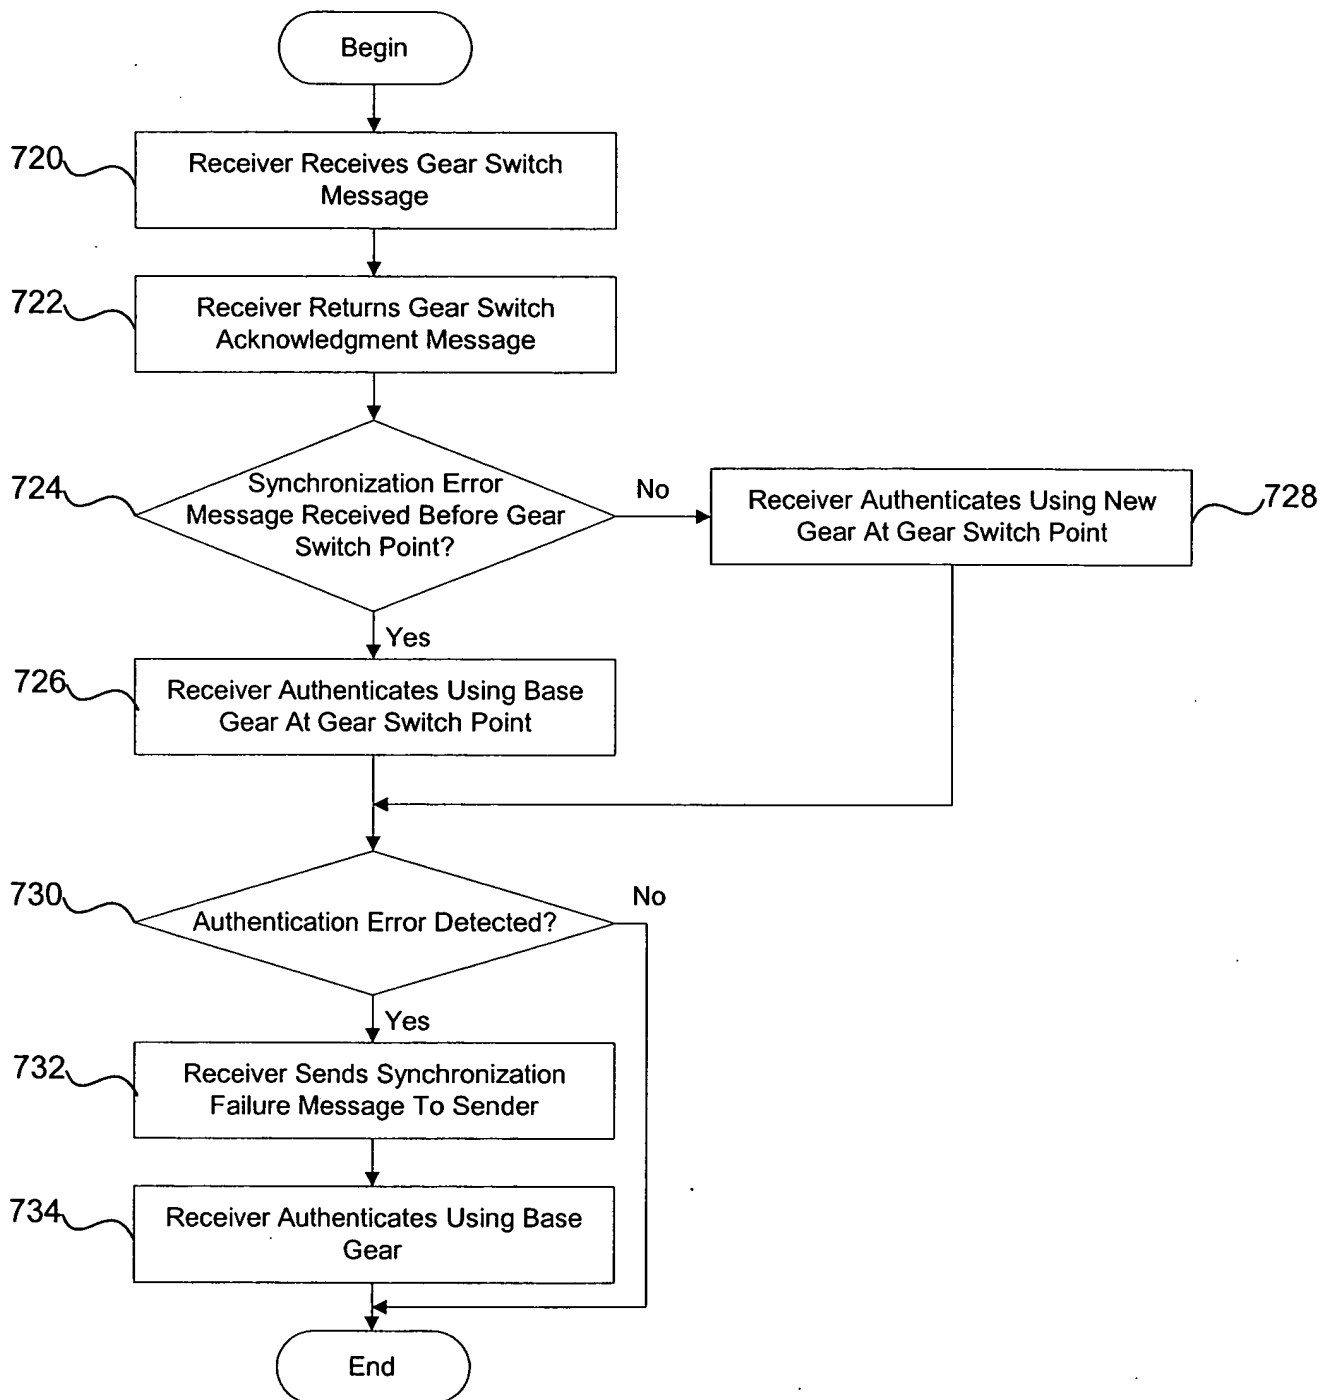 Begin
720
Receiver Receives Gear Switch
Message
722
Receiver Returns Gear Switch
Acknowledgment Message
724
Synchronization Error
Message Received Before Gear
Switch Point?
No
Receiver Authenticates Using New
Gear At Gear Switch Point
728
Yes
726
Receiver Authenticates Using Base
Gear At Gear Switch Point
730
Authentication Error Detected?
No
Yes
732
Receiver Sends Synchronization
Failure Message To Sender
734
Receiver Authenticates Using Base
Gear
End